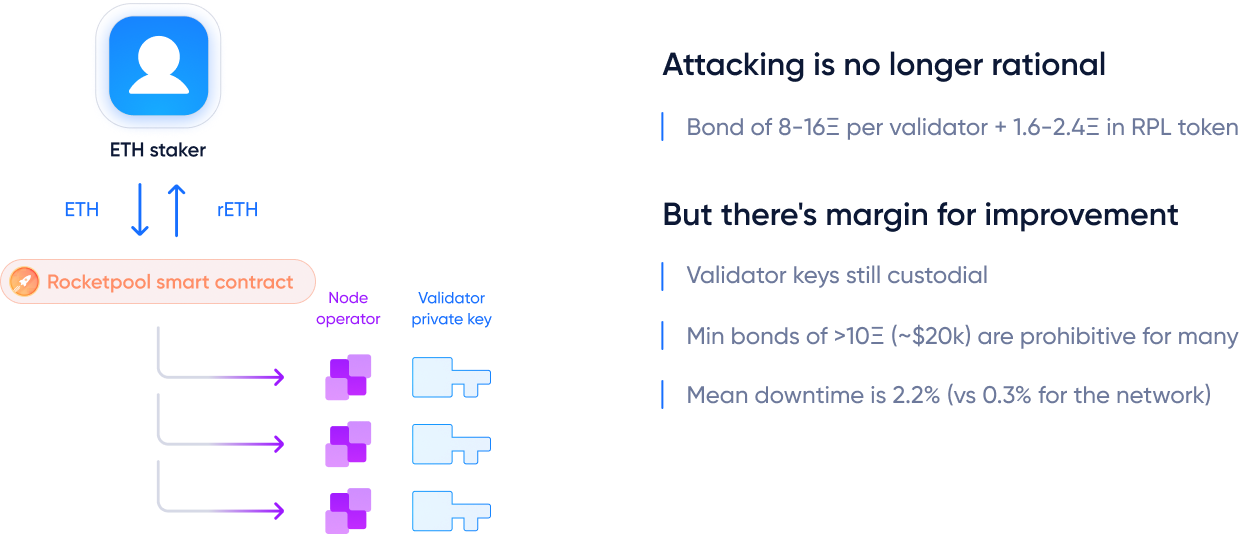 ETH staker
ETH
rETH
Rocketpool smart contract
Node
operator
Validator
private key
Attacking is no longer rational
Bond of 8-16Ξ per validator + 1.6-2.4Ξ in RPL token
But there's margin for improvement
Validator keys still custodial
Min bonds of >10Ξ (~$20k) are prohibitive for many
Mean downtime is 2.2% (vs 0.3% for the network)